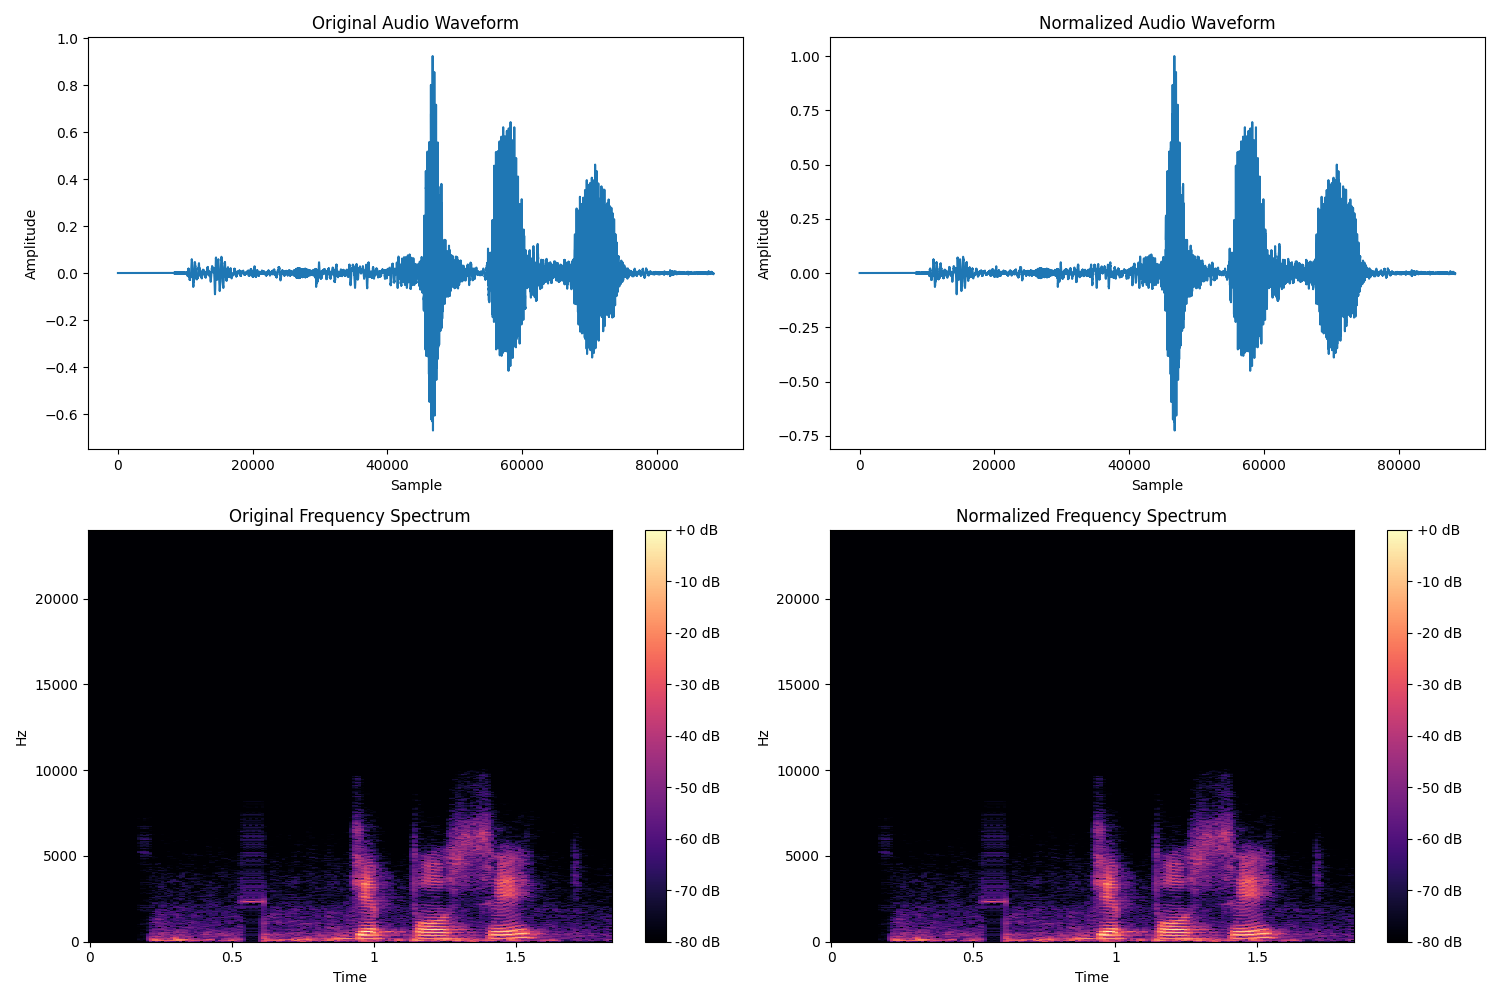 Original Audio Waveform
Normalized Audio Waveform
1.0
0.8
0.6
0.4
0.2
0.0
−0.2
−0.4
−0.6
Amplitude
0
20000
40000
60000
80000
Sample
1.00
0.75
0.50
0.25
0.00
−0.25
−0.50
−0.75
Amplitude
0
20000
40000
60000
80000
Sample
Original Frequency Spectrum
Normalized Frequency Spectrum
20000
15000
10000
5000
0
Hz
0
0.5
1
1.5
Time
+0 dB
-10 dB
-20 dB
-30 dB
-40 dB
-50 dB
-60 dB
-70 dB
-80 dB
20000
15000
10000
5000
0
Hz
0
0.5
1
1.5
Time
+0 dB
-10 dB
-20 dB
-30 dB
-40 dB
-50 dB
-60 dB
-70 dB
-80 dB